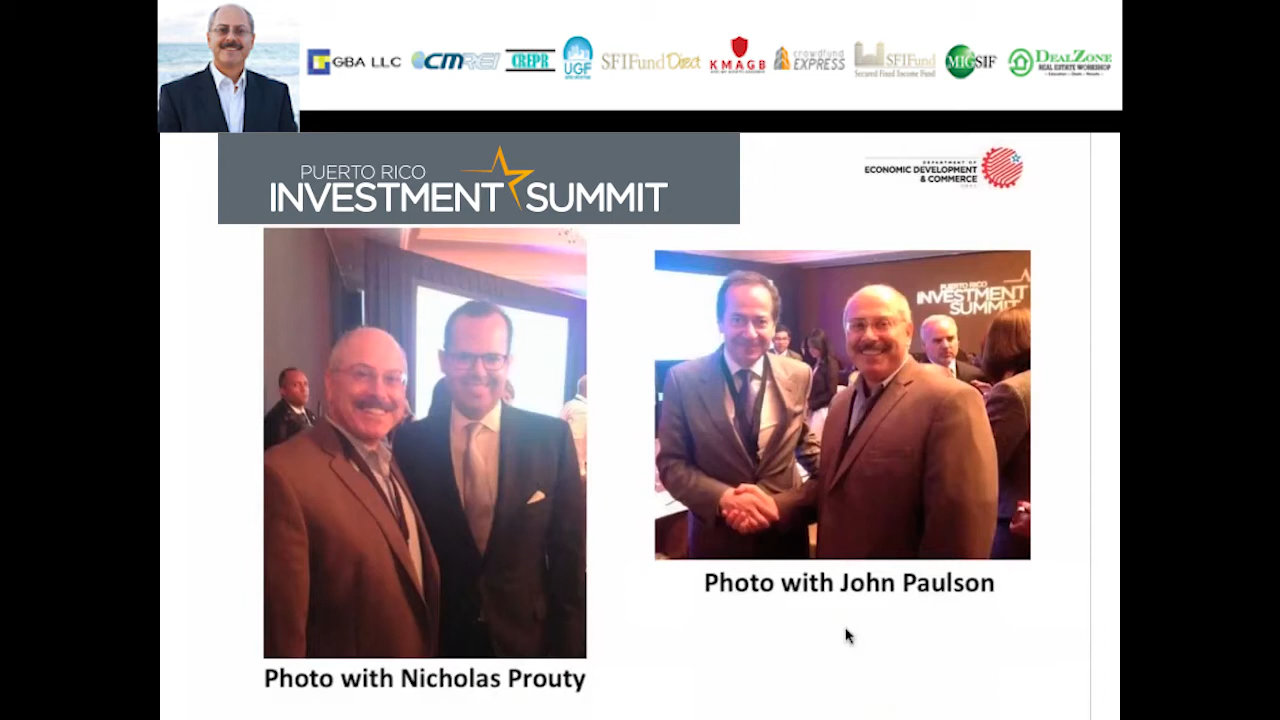 GBA LLC
CMREI
CREPR
UGF
SFIFund Direct
KMAGB
crowdfund
EXPRESS
SFIFund
Secured Fixed Income Fund
MIGSIF
DEALZONE
REAL ESTATE WORKSHOP
PUERTO RICO
INVESTMENT SUMMIT
DEPARTMENT OF
ECONOMIC DEVELOPMENT
& COMMERCE
PUERTO RICO
INVESTMENT
SUMMIT
Photo with John Paulson
Photo with Nicholas Prouty